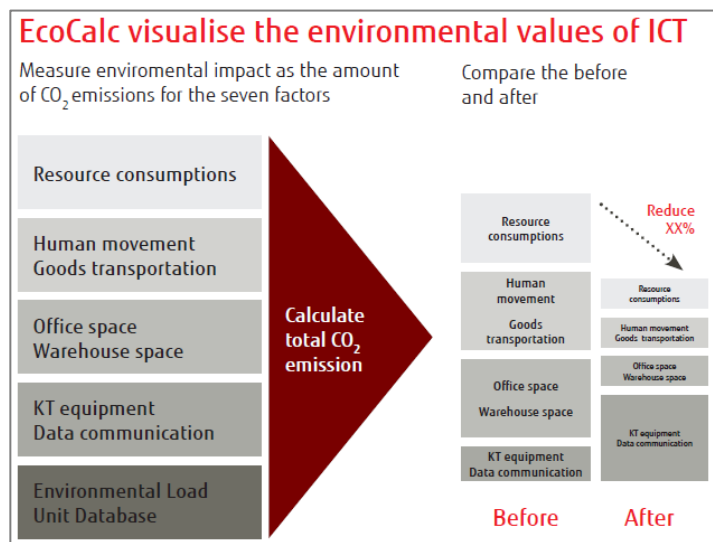 EcoCalc visualise the environmental values of ICT
Measure enviromental impact as the amount
of CO2 emissions for the seven factors
Compare the before
and after
Resource consumptions
Human movement
Goods transportation
Office space
Warehouse space
KT equipment
Data communication
Environmental Load
Unit Database
Calculate
total CO2
emission
Resource
consumptions
Human
movement
Goods
transportation
Office space
Warehouse space
KT equipment
Data communication
Before
Reduce
XX%
Resource
consumptions
Human movement
Goods transportation
Office space
Warehouse space
KT equipment
Data communication
After